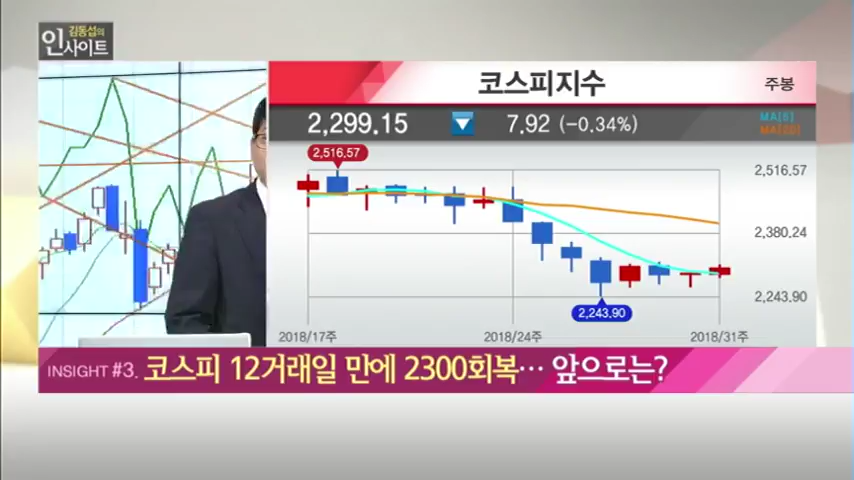 김동섭의
인사이트
코스피지수
주봉
2,299.15 ▼ 7.92 (-0.34%)
MA[5]
MA[20]
2,516.57
2,516.57
2,380.24
2,243.90
2,243.90
2018/17주 2018/24주 2018/31주
INSIGHT #3. 코스피 12거래일 만에 2300회복… 앞으로는?